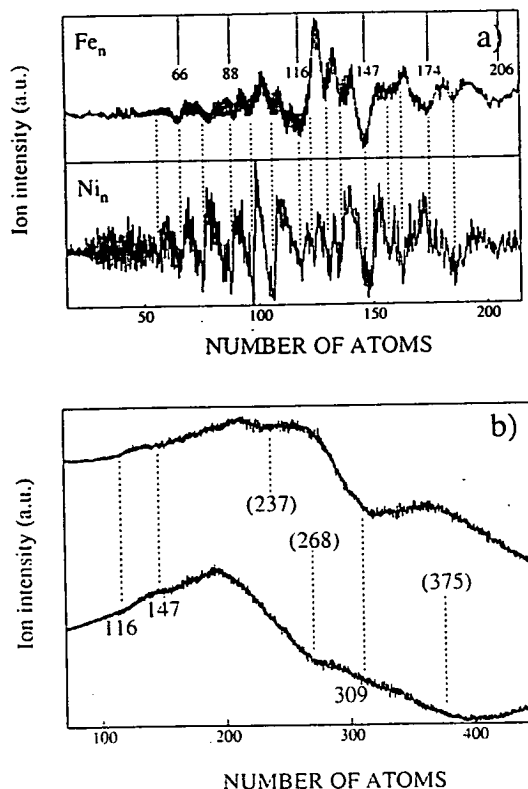 a)
Fe_n
66 88 116 147 174 206
Ni_n
Ion intensity (a.u.)
50 100 150 200
NUMBER OF ATOMS
b)
(237)
(268)
(375)
116 147
309
Ion intensity (a.u.)
100 200 300 400
NUMBER OF ATOMS